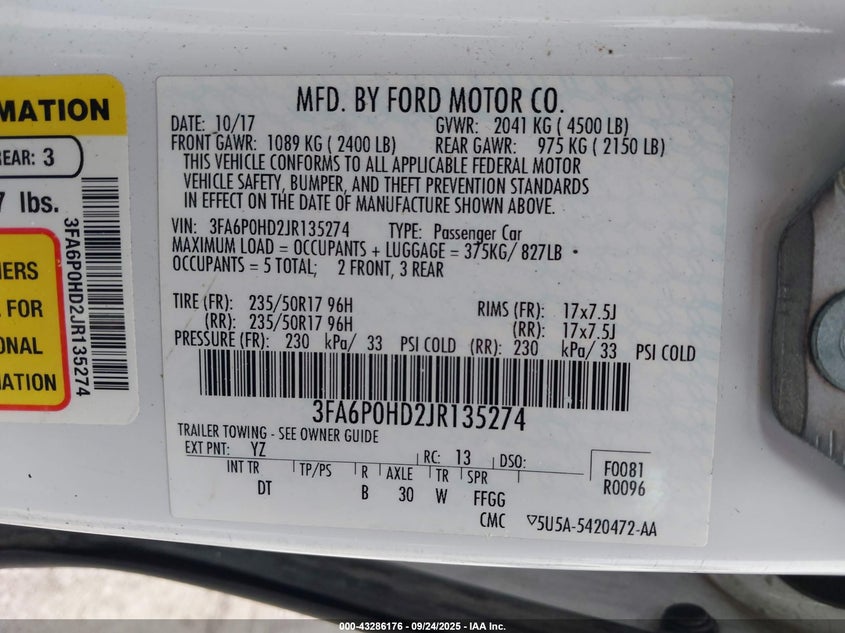 MATION
REAR: 3
7 lbs.
3FA6P0HD2JR135274
FOR
ONAL
MATION
MFD. BY FORD MOTOR CO.
DATE: 10/17 GVWR: 2041 KG ( 4500 LB)
FRONT GAWR: 1089 KG ( 2400 LB) REAR GAWR: 975 KG ( 2150 LB)
THIS VEHICLE CONFORMS TO ALL APPLICABLE FEDERAL MOTOR
VEHICLE SAFETY, BUMPER, AND THEFT PREVENTION STANDARDS
IN EFFECT ON THE DATE OF MANUFACTURE SHOWN ABOVE.
VIN: 3FA6P0HD2JR135274 TYPE: Passenger Car
MAXIMUM LOAD = OCCUPANTS + LUGGAGE = 375KG/ 827LB •
OCCUPANTS = 5 TOTAL; 2 FRONT, 3 REAR
TIRE (FR): 235/50R17 96H RIMS (FR): 17x7.5J
(RR): 235/50R17 96H (RR): 17x7.5J
PRESSURE (FR): 230 kPa/ 33 PSI COLD (RR): 230 kPa/ 33 PSI COLD
3FA6P0HD2JR135274
TRAILER TOWING - SEE OWNER GUIDE
EXT PNT: YZ RC: 13 DSO:
INT TR TP/PS R AXLE TR SPR
DT B 30 W FFGG
F0081
R0096
CMC ▽5U5A-5420472-AA
000-43286176 - 09/24/2025 - IAA Inc.